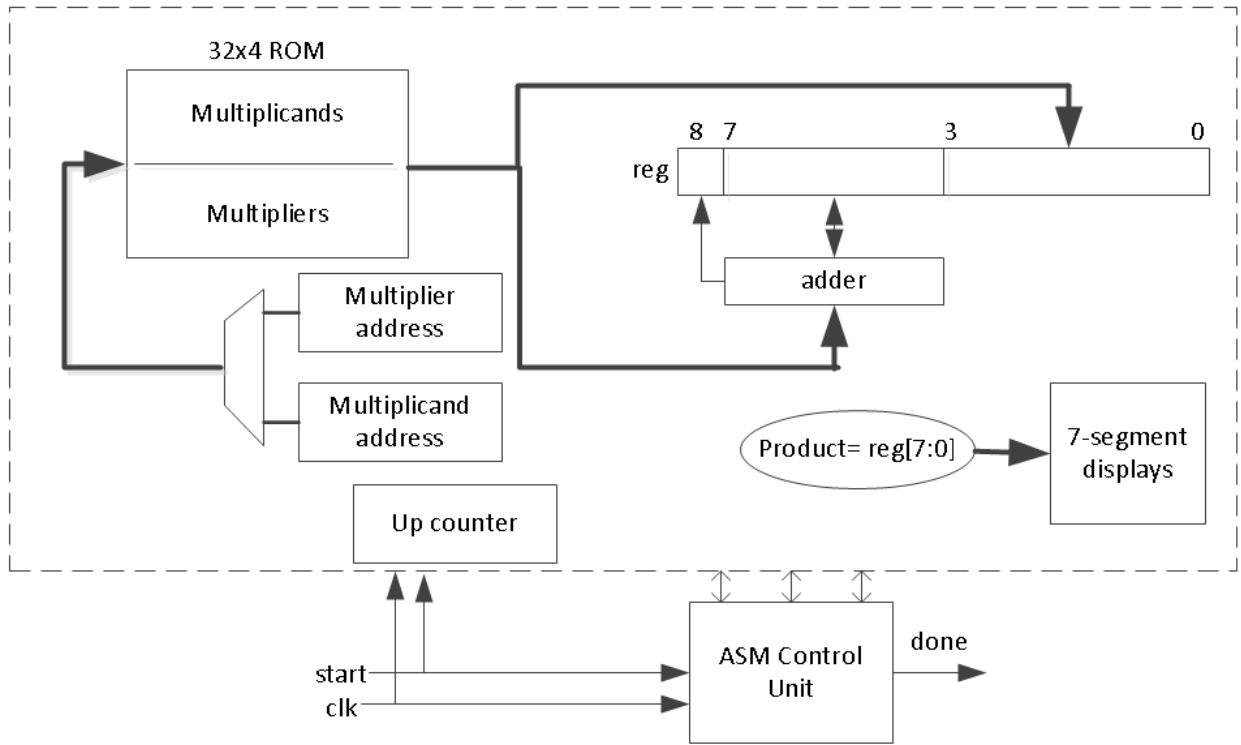 32x4 ROM
Multiplicands
Multipliers
8 7 3 0
reg
adder
Multiplier
address
Multiplicand
address
Product= reg[7:0]
7-segment
displays
Up counter
start
clk
ASM Control
Unit
done